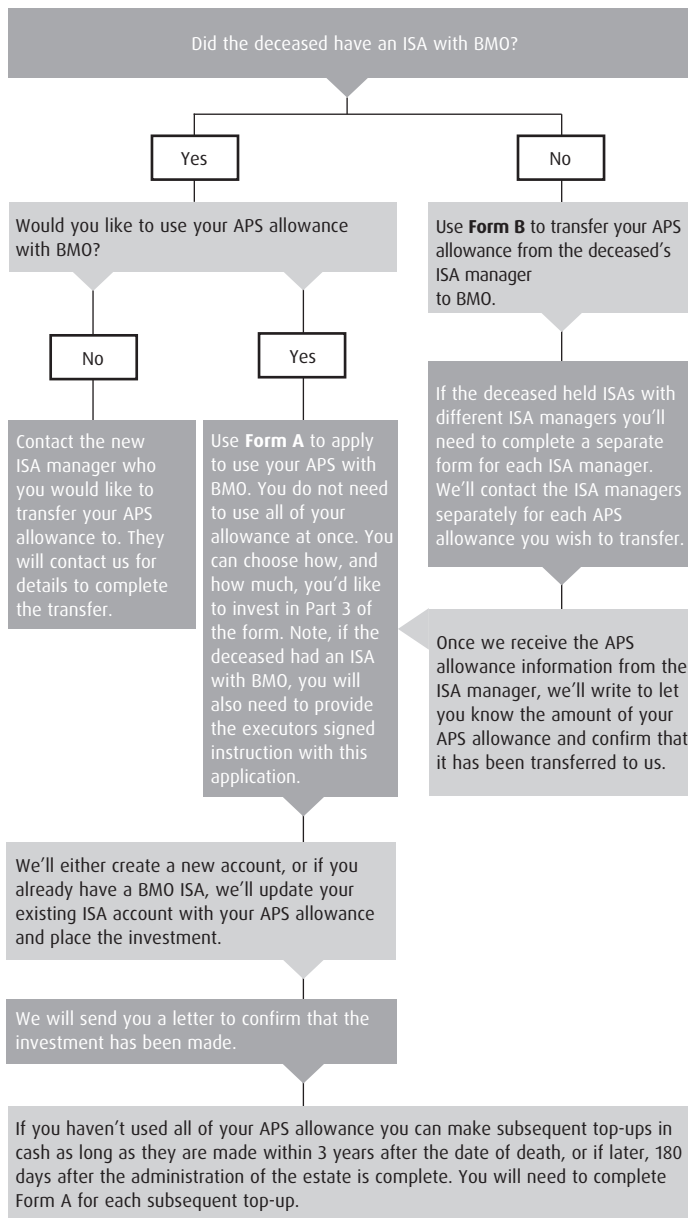 Did the deceased have an ISA with BMO?
Yes
No
Would you like to use your APS allowance
with BMO?
Use Form B to transfer your APS
allowance from the deceased's
ISA manager
to BMO.
No
Yes
If the deceased held ISAs with
different ISA managers you'll
need to complete a separate
form for each ISA manager.
We'll contact the ISA managers
separately for each APS
allowance you wish to transfer.
Contact the new
ISA manager who
you would like to
transfer your APS
allowance to. They
will contact us for
details to complete
the transfer.
Use Form A to apply
to use your APS with
BMO. You do not need
to use all of your
allowance at once. You
can choose how, and
how much, you'd like
to invest in Part 3 of
the form. Note, if the
deceased had an ISA
with BMO, you will
also need to provide
the executors signed
instruction with this
application.
Once we receive the APS
allowance information from the
ISA manager, we'll write to let
you know the amount of your
APS allowance and confirm that
it has been transferred to us.
We'll either create a new account, or if you
already have a BMO ISA, we'll update your
existing ISA account with your APS allowance
and place the investment.
We will send you a letter to confirm that the
investment has been made.
If you haven't used all of your APS allowance you can make subsequent top-ups in
cash as long as they are made within 3 years after the date of death, or if later, 180
days after the administration of the estate is complete. You will need to complete
Form A for each subsequent top-up.